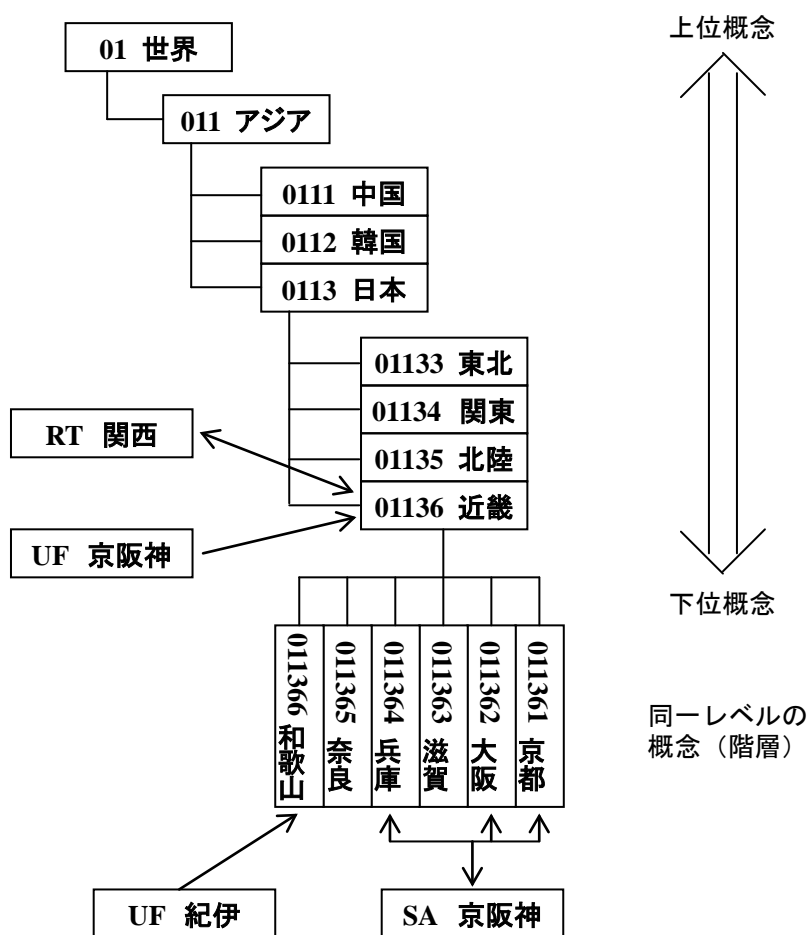 上位概念
01 世界
011 アジア
0111 中国
0112 韓国
0113 日本
01133 東北
01134 関東
RT 関西
01135 北陸
01136 近畿
UF 京阪神
下位概念
011366 和歌山
011365 奈良
011364 兵庫
011363 滋賀
011362 大阪
011361 京都
同一レベルの
概念（階層）
UF 紀伊
SA 京阪神